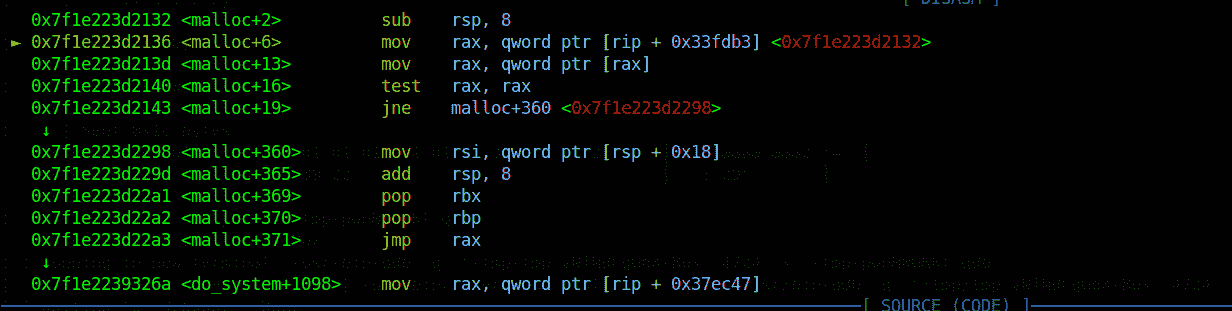 [ DISASM ]
0x7f1e223d2132 <malloc+2> sub rsp, 8
► 0x7f1e223d2136 <malloc+6> mov rax, qword ptr [rip + 0x33fdb3] <0x7f1e223d2132>
0x7f1e223d213d <malloc+13> mov rax, qword ptr [rax]
0x7f1e223d2140 <malloc+16> test rax, rax
0x7f1e223d2143 <malloc+19> jne malloc+360 <0x7f1e223d2298>
↓
0x7f1e223d2298 <malloc+360> mov rsi, qword ptr [rsp + 0x18]
0x7f1e223d229d <malloc+365> add rsp, 8
0x7f1e223d22a1 <malloc+369> pop rbx
0x7f1e223d22a2 <malloc+370> pop rbp
0x7f1e223d22a3 <malloc+371> jmp rax
↓
0x7f1e2239326a <do_system+1098> mov rax, qword ptr [rip + 0x37ec47]
[ SOURCE (CODE) ]